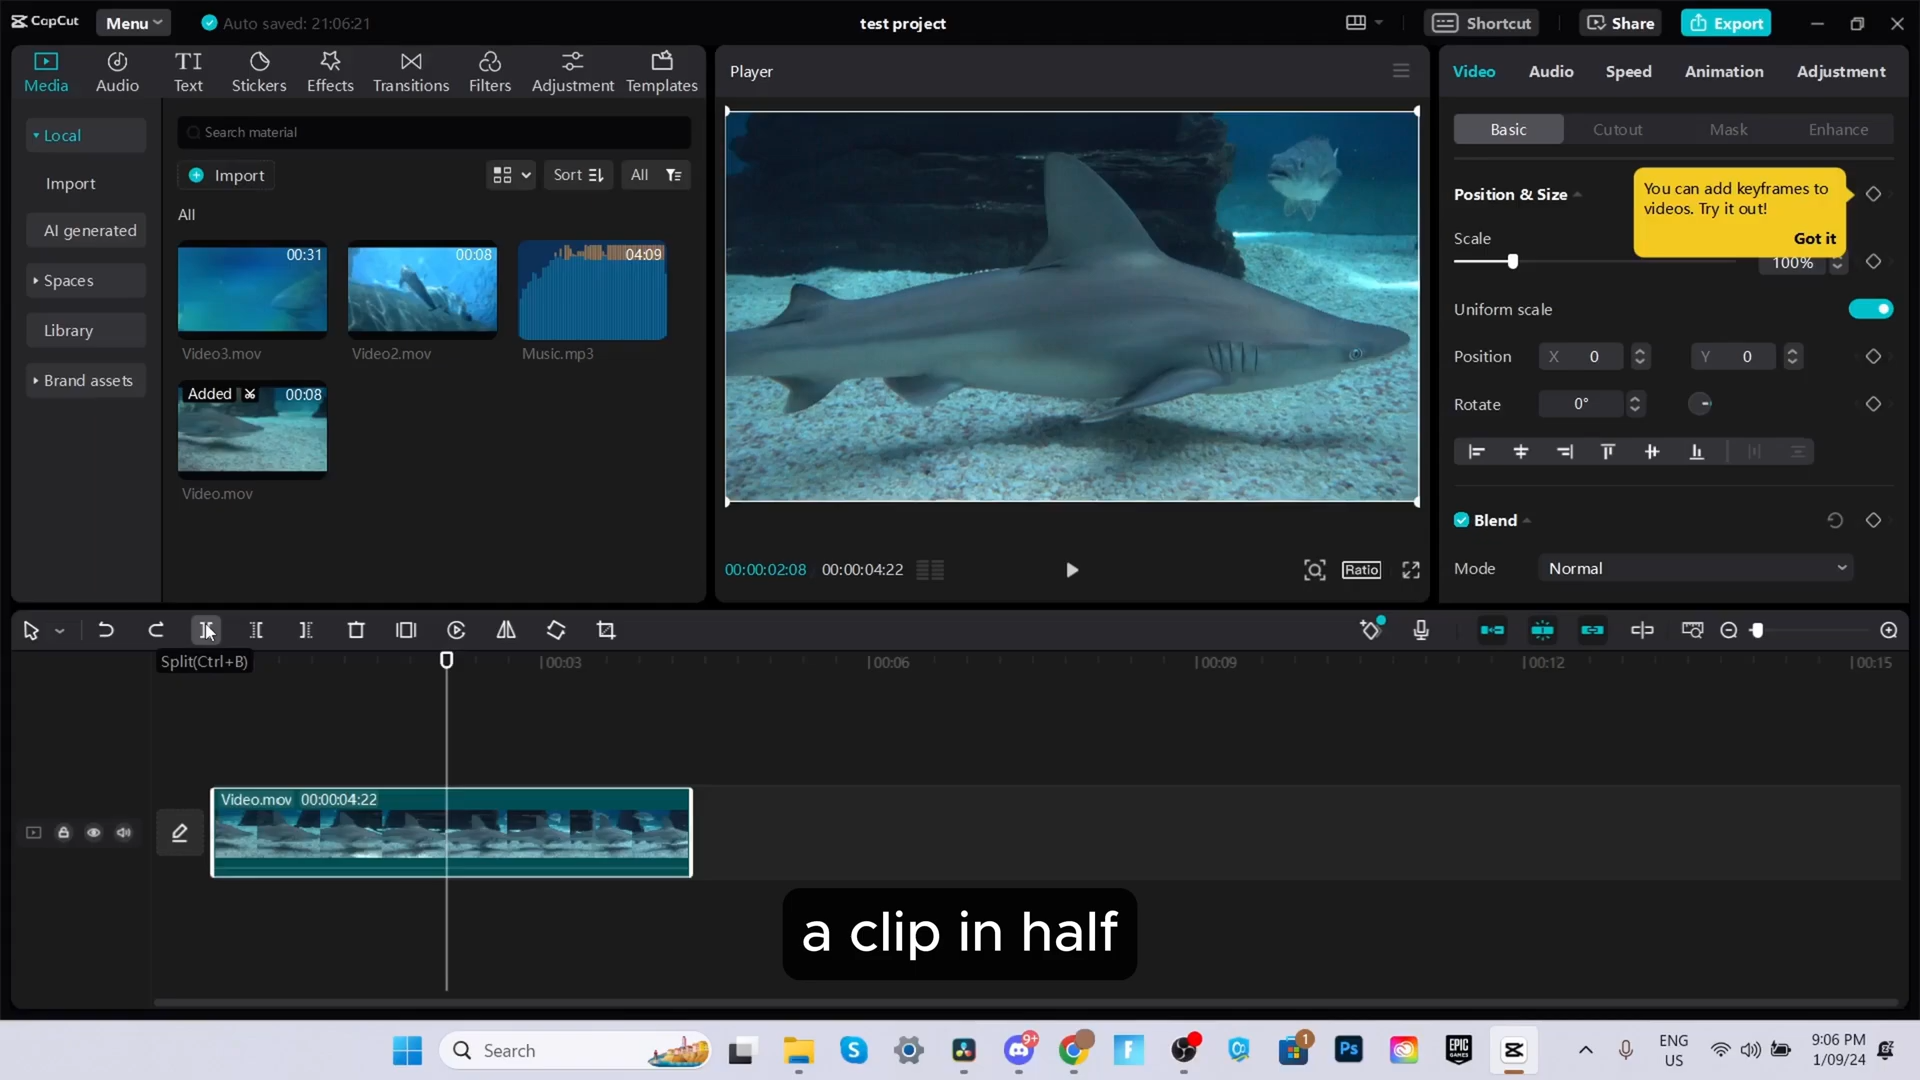 CapCut
Menu
Auto saved: 21:06:21
test project
Shortcut
Share
Export
Media
Audio
Text
Stickers
Effects
Transitions
Filters
Adjustment
Templates
Local
Import
AI generated
Spaces
Library
Brand assets
Search material
Import
Sort
All
All
00:31
Video3.mov
00:08
Video2.mov
04:09
Music.mp3
Added
00:08
Video.mov
Player
00:00:02:08
00:00:04:22
Ratio
Video
Audio
Speed
Animation
Adjustment
Basic
Cutout
Mask
Enhance
Position & Size
You can add keyframes to
videos. Try it out!
Got it
Scale
100%
Uniform scale
Position
X 0
Y 0
Rotate
0°
Blend
Mode
Normal
Split(Ctrl+B)
00:03
00:06
00:09
00:12
00:15
Video.mov 00:00:04:22
a clip in half
Search
9+
F
1
Ps
EPIC
GAMES
ENG
US
9:06 PM
1/09/24